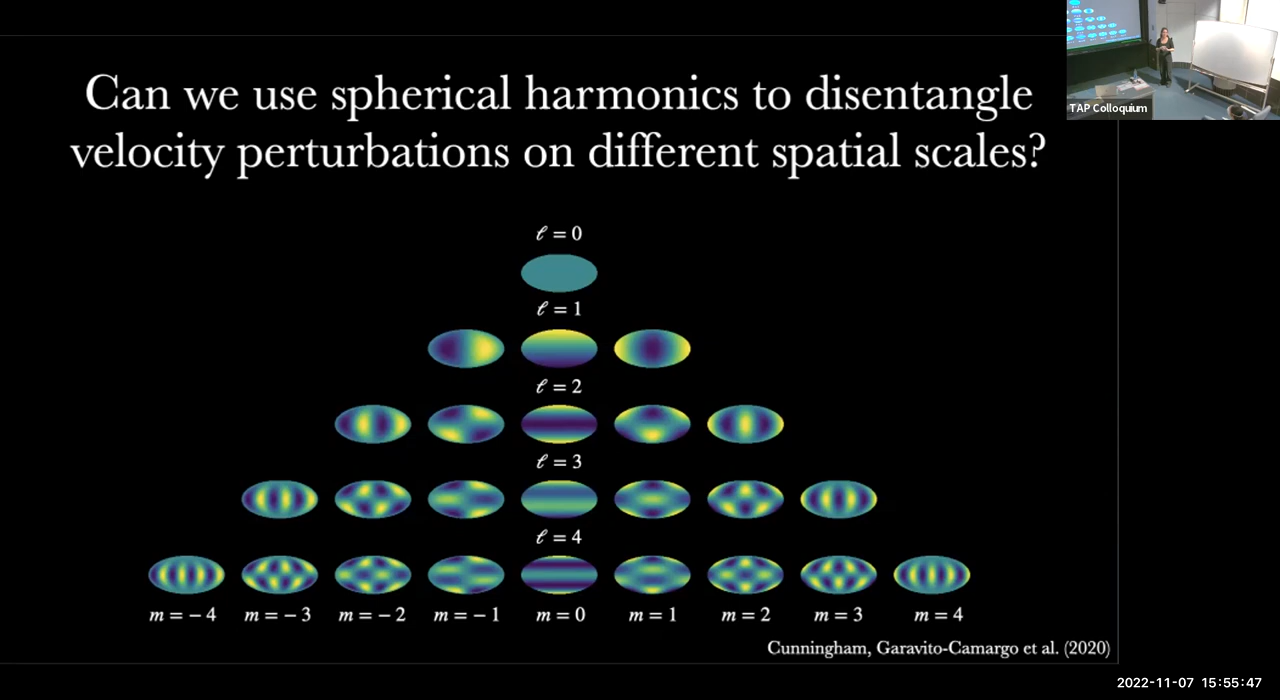 Can we use spherical harmonics to disentangle
velocity perturbations on different spatial scales?
TAP Colloquium
ℓ = 0
ℓ = 1
ℓ = 2
ℓ = 3
ℓ = 4
m = − 4 m = − 3 m = − 2 m = − 1 m = 0 m = 1 m = 2 m = 3 m = 4
Cunningham, Garavito-Camargo et al. (2020)
2022-11-07 15:55:47